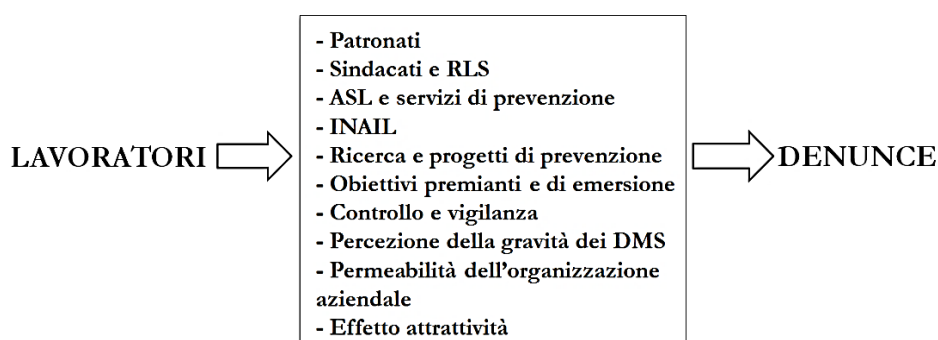 LAVORATORI
- Patronati
- Sindacati e RLS
- ASL e servizi di prevenzione
- INAIL
- Ricerca e progetti di prevenzione
- Obiettivi premianti e di emersione
- Controllo e vigilanza
- Percezione della gravità dei DMS
- Permeabilità dell'organizzazione
aziendale
- Effetto attrattività
DENUNCE